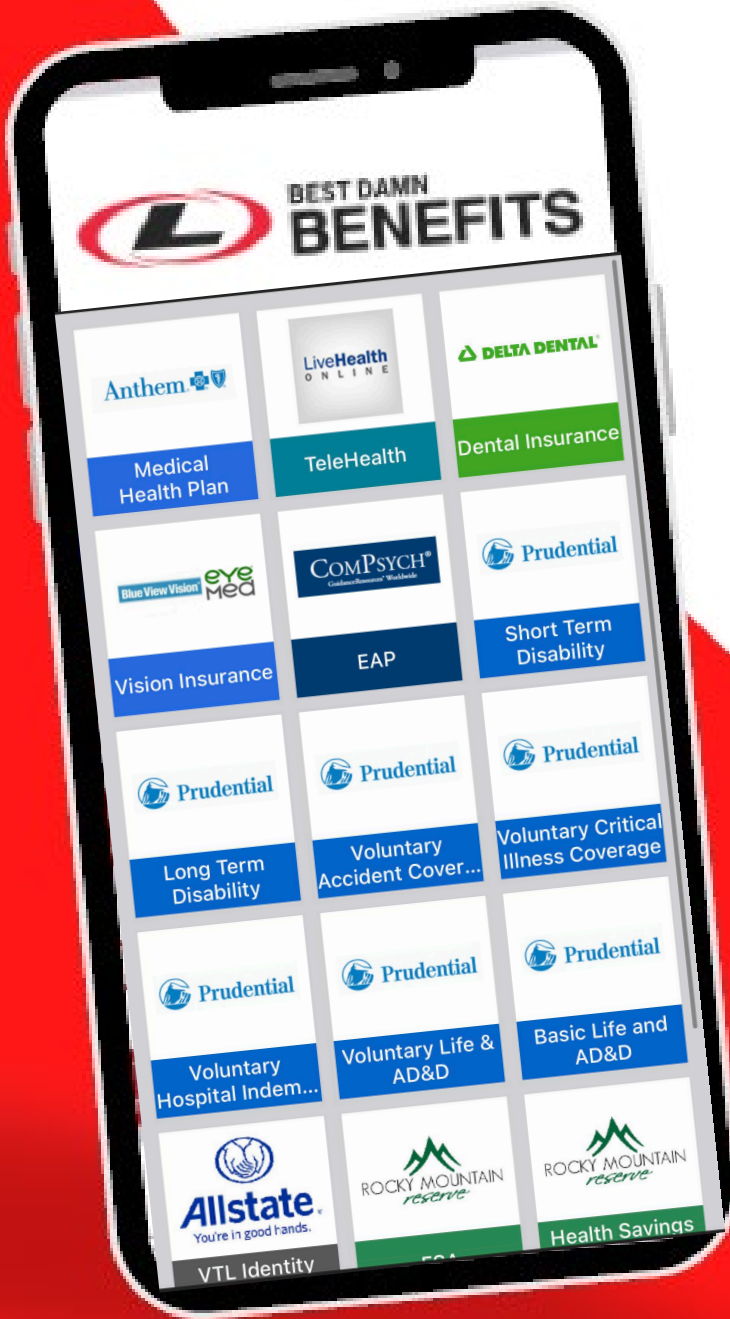 L
BEST DAMN
BENEFITS
Anthem
LiveHealth
ONLINE
DELTA DENTAL®
Medical
Health Plan
TeleHealth
Dental Insurance
Blue View Vision
eye
Med
COMPSYCH®
GuidanceResources® Worldwide
Prudential
Vision Insurance
EAP
Short Term
Disability
Prudential
Prudential
Prudential
Long Term
Disability
Voluntary
Accident Cover...
Voluntary Critical
Illness Coverage
Prudential
Prudential
Prudential
Voluntary
Hospital Indem...
Voluntary Life &
AD&D
Basic Life and
AD&D
Allstate
You're in good hands.
ROCKY MOUNTAIN
reserve
ROCKY MOUNTAIN
reserve
VTL Identity
FSA
Health Savings